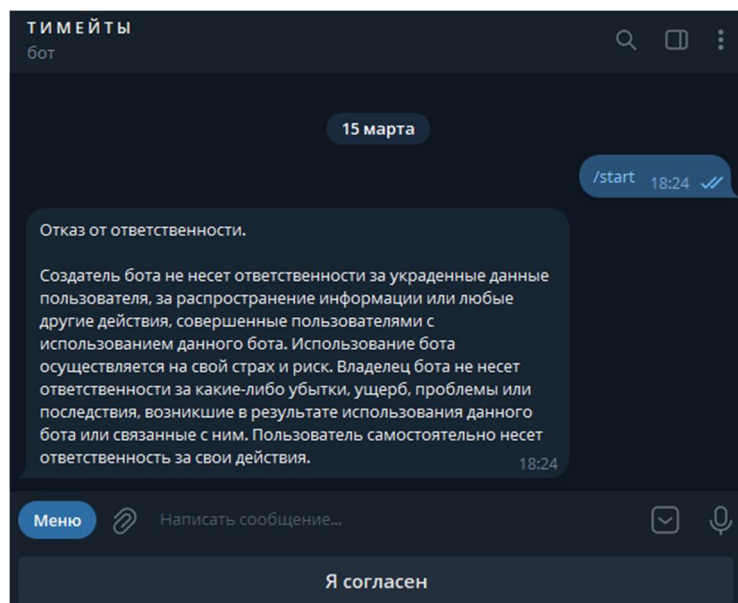 ТИМЕЙТЫ
бот
15 марта
/start 18:24
Отказ от ответственности.
Создатель бота не несет ответственности за украденные данные
пользователя, за распространение информации или любые
другие действия, совершенные пользователями с
использованием данного бота. Использование бота
осуществляется на свой страх и риск. Владелец бота не несет
ответственности за какие-либо убытки, ущерб, проблемы или
последствия, возникшие в результате использования данного
бота или связанные с ним. Пользователь самостоятельно несет
ответственность за свои действия. 18:24
Меню Написать сообщение...
Я согласен